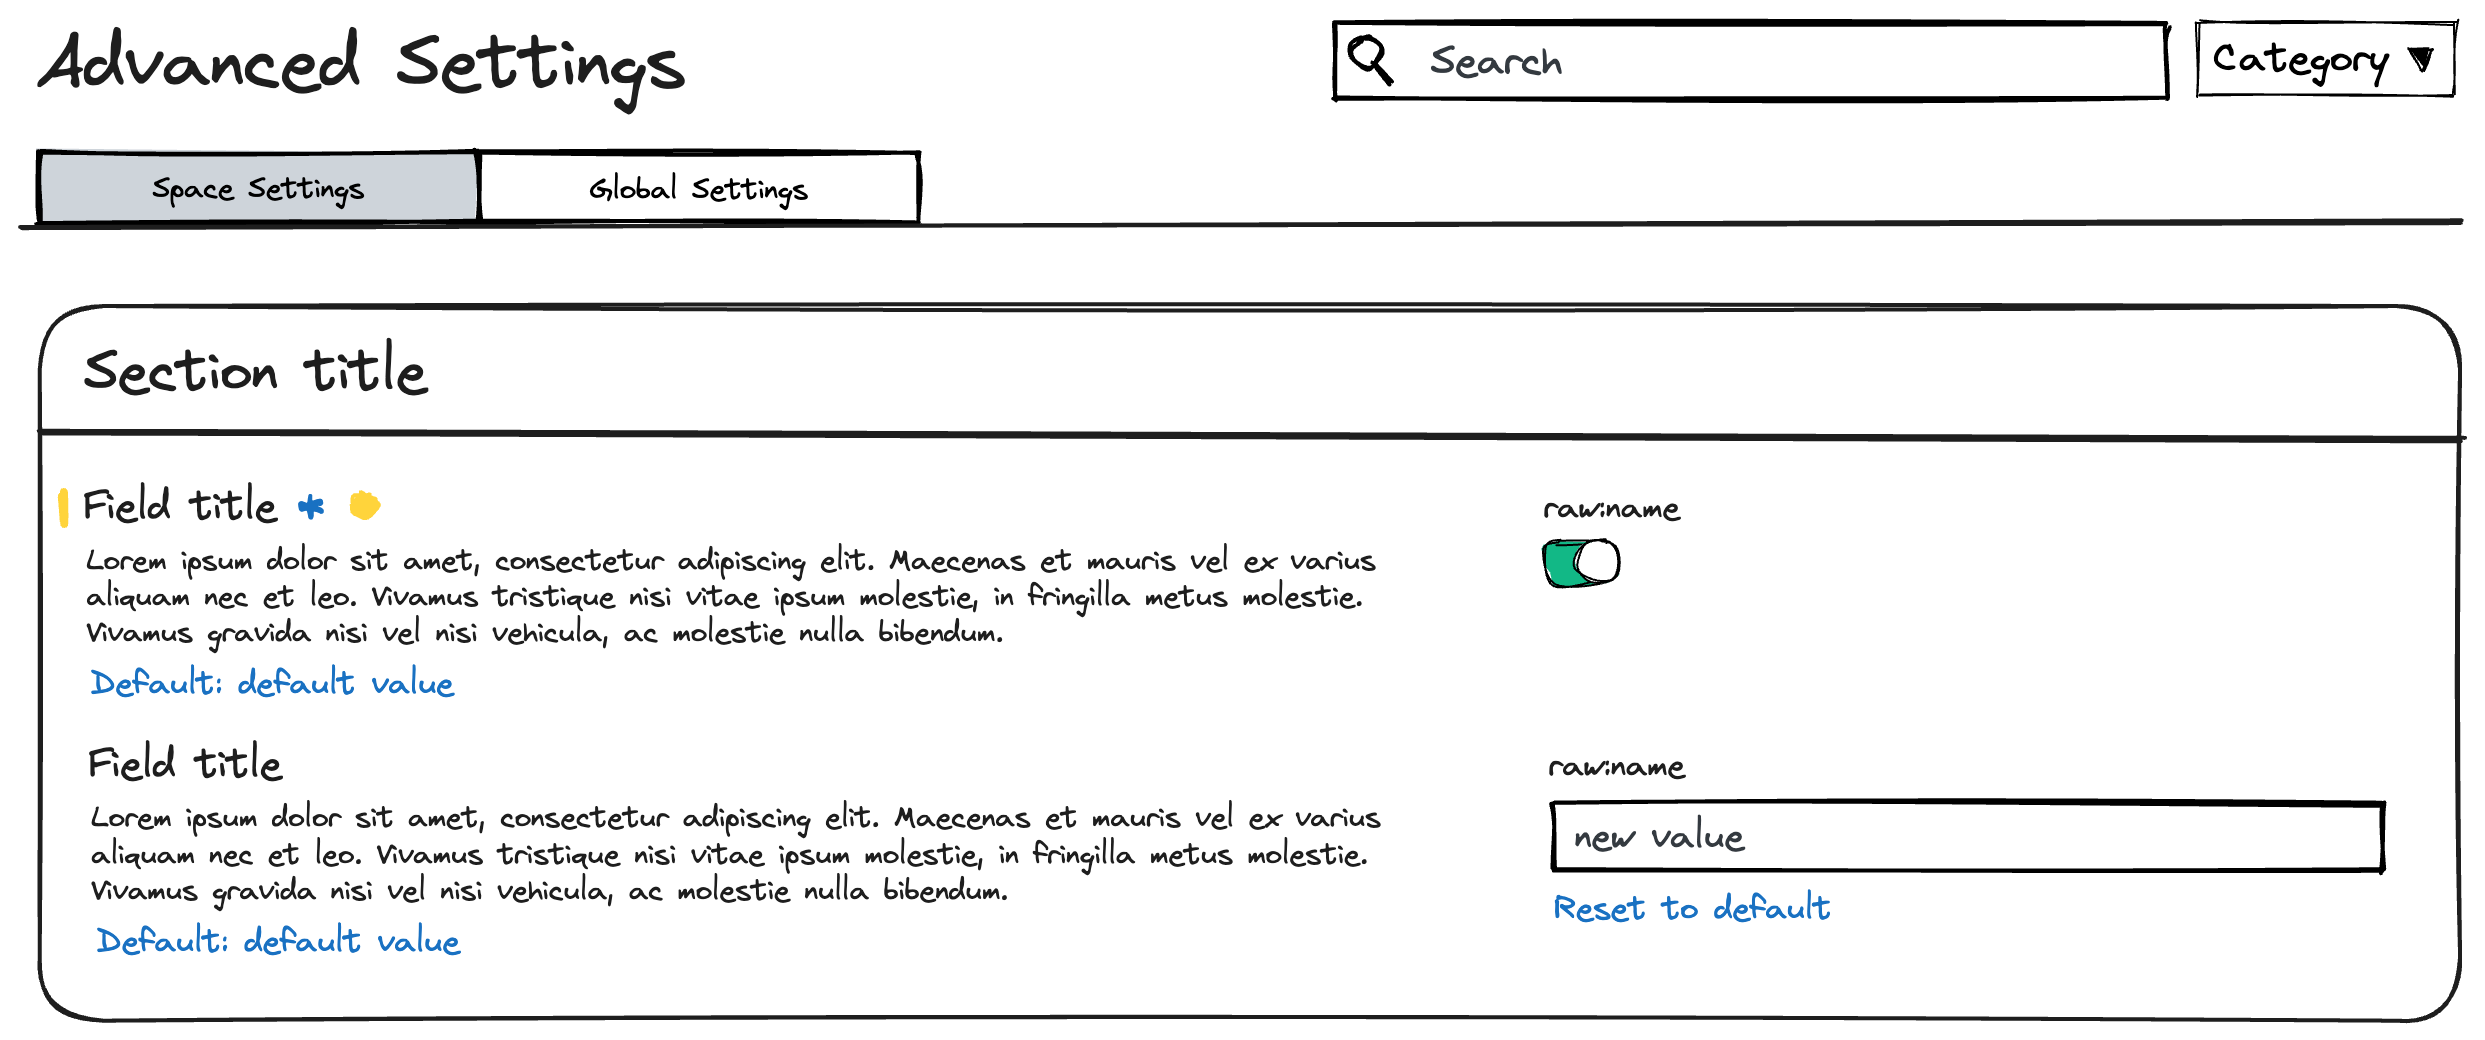 Advanced Settings
Search
Category ▼
Space Settings
Global Settings
Section title
Field title *
raw:name
Lorem ipsum dolor sit amet, consectetur adipiscing elit. Maecenas et mauris vel ex varius
aliquam nec et leo. Vivamus tristique nisi vitae ipsum molestie, in fringilla metus molestie.
Vivamus gravida nisi vel nisi vehicula, ac molestie nulla bibendum.
Default: default value
Field title
raw:name
Lorem ipsum dolor sit amet, consectetur adipiscing elit. Maecenas et mauris vel ex varius
aliquam nec et leo. Vivamus tristique nisi vitae ipsum molestie, in fringilla metus molestie.
Vivamus gravida nisi vel nisi vehicula, ac molestie nulla bibendum.
new value
Reset to default
Default: default value